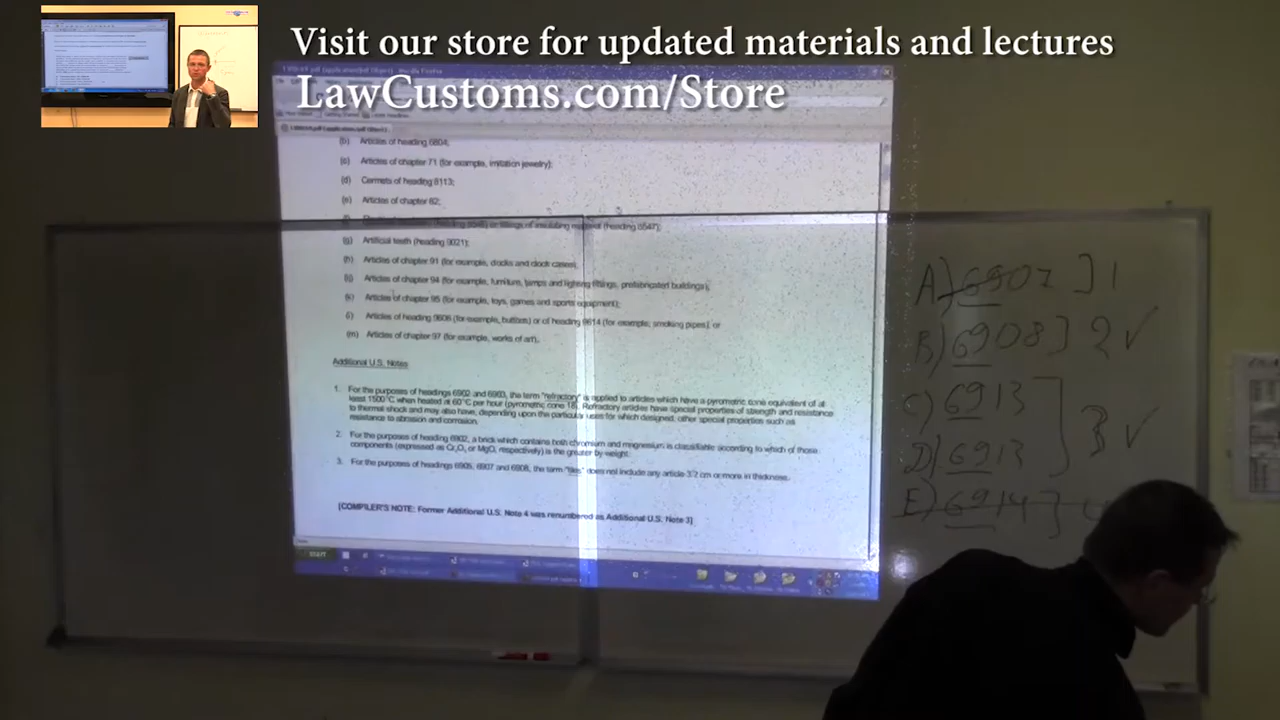 Visit our store for updated materials and lectures
LawCustoms.com/Store
(b) Articles of heading 6804;
(c) Articles of chapter 71 (for example, imitation jewelry);
(d) Cermets of heading 8113;
(e) Articles of chapter 82;
fittings of insulating material (heading 8547);
(g) Artificial teeth (heading 9021);
(h) Articles of chapter 91 (for example, clocks and clock cases);
(ij) Articles of chapter 94 (for example, furniture, lamps and lighting fittings, prefabricated buildings);
(k) Articles of chapter 95 (for example, toys, games and sports equipment);
(l) Articles of heading 9606 (for example, buttons) or of heading 9614 (for example, smoking pipes); or
(m) Articles of chapter 97 (for example, works of art).
Additional U.S. Notes
1. For the purposes of headings 6902 and 6903, the term "refractory" is applied to articles which have a pyrometric cone equivalent of at
least 1500°C when heated at 60°C per hour (pyrometric cone 18). Refractory articles have special properties of strength and resistance
to thermal shock and may also have, depending upon the particular uses for which designed, other special properties such as
resistance to abrasion and corrosion.
2. For the purposes of heading 6902, a brick which contains both chromium and magnesium is classifiable according to which of those
components (expressed as Cr2O3 or MgO, respectively) is the greater by weight.
3. For the purposes of headings 6905, 6907 and 6908, the term "tiles" does not include any article 3.2 cm or more in thickness.
[COMPILER'S NOTE: Former Additional U.S. Note 4 was renumbered as Additional U.S. Note 3]
START
A) 6902 ] 1
B) 6908 ] 2 ✓
C) 6913
3 ✓
D) 6913
E) 6914 ]